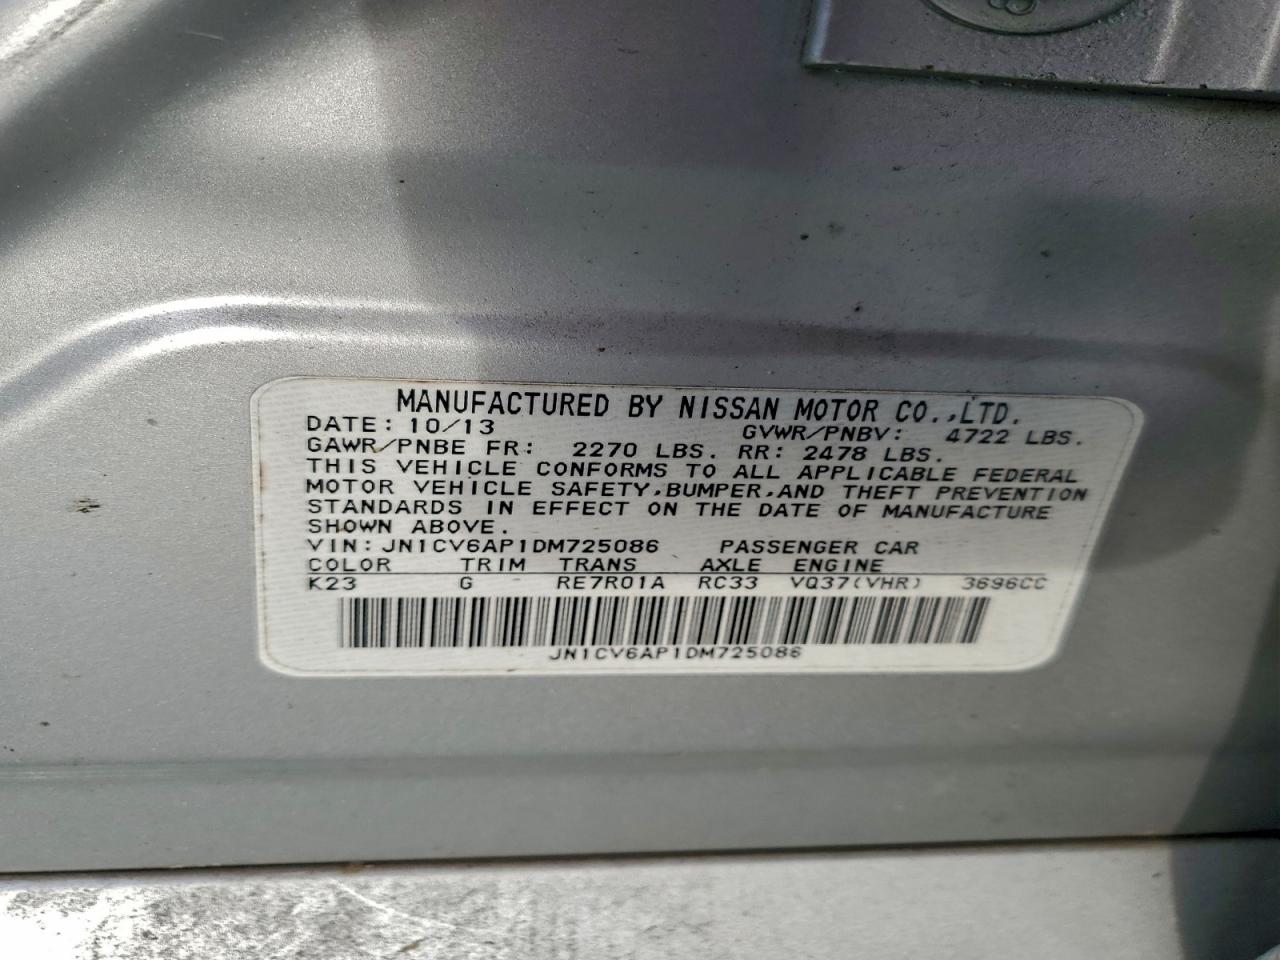 MANUFACTURED BY NISSAN MOTOR CO.,LTD.
DATE: 10/13 GVWR/PNBV: 4722 LBS.
GAWR/PNBE FR: 2270 LBS. RR: 2478 LBS.
THIS VEHICLE CONFORMS TO ALL APPLICABLE FEDERAL
MOTOR VEHICLE SAFETY,BUMPER,AND THEFT PREVENTION
STANDARDS IN EFFECT ON THE DATE OF MANUFACTURE
SHOWN ABOVE.
VIN: JN1CV6AP1DM725086 PASSENGER CAR
COLOR TRIM TRANS AXLE ENGINE
K23 G RE7R01A RC33 VQ37(VHR) 3696CC
JN1CV6AP1DM725086